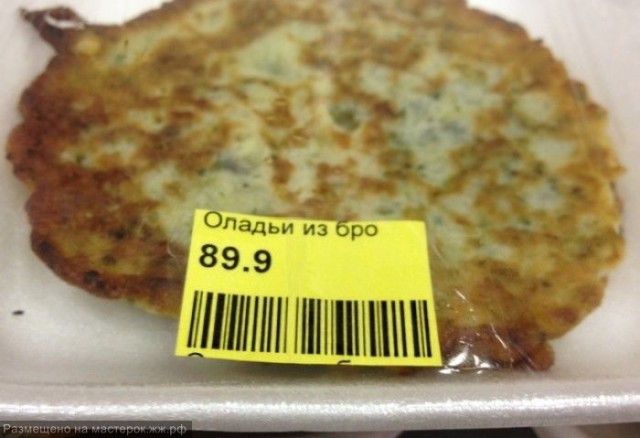 Оладьи из бро
89.9
Размещено на мастерок.жж.рф